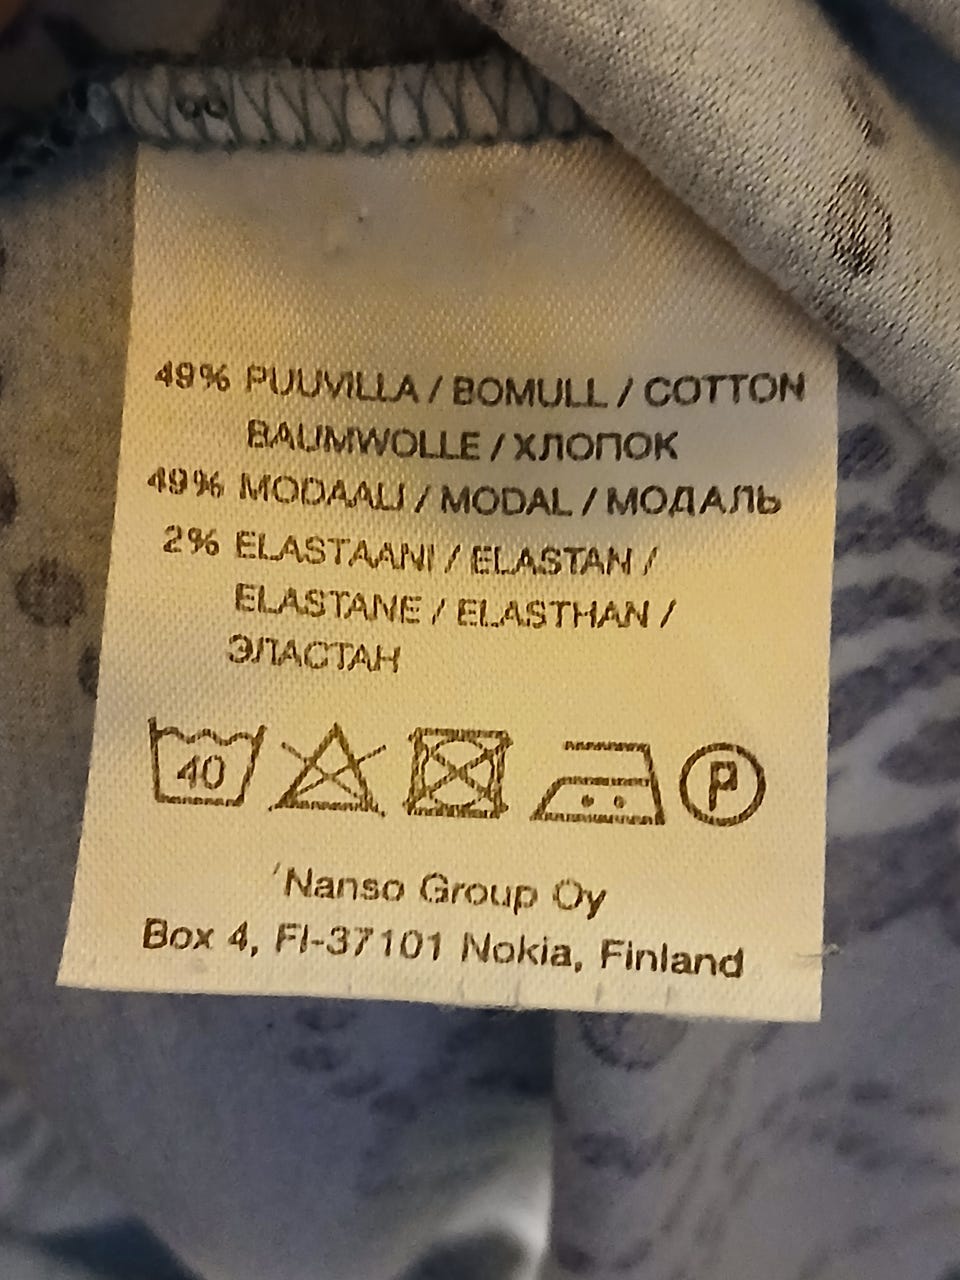 49% PUUVILLA / BOMULL / COTTON
BAUMWOLLE / ХЛОПОК
49% MODAALI / MODAL / МОДАЛЬ
2% ELASTAANI / ELASTAN /
ELASTANE / ELASTHAN /
ЭЛАСТАН
40 P
Nanso Group Oy
Box 4, FI-37101 Nokia, Finland